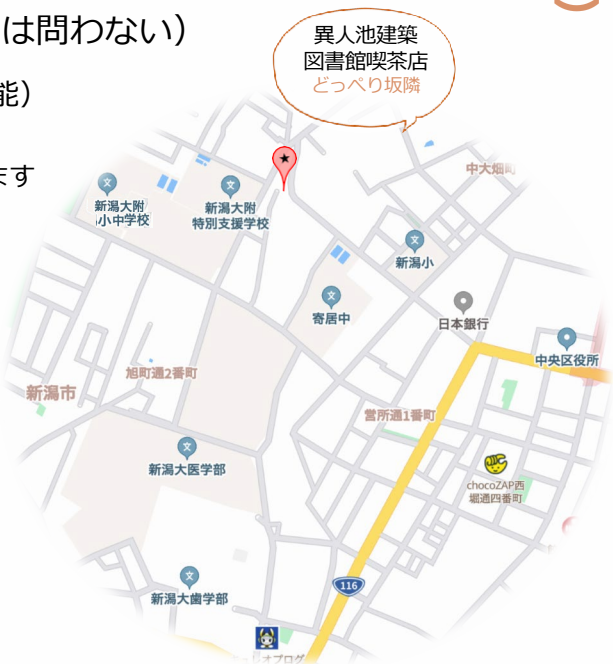 は問わない）
能）
ます
異人池建築
図書館喫茶店
どっぺり坂隣
中大畑町
新潟大附
小中学校
新潟大附
特別支援学校
新潟小
寄居中
日本銀行
中央区役所
旭町通2番町
新潟市
営所通1番町
新潟大医学部
chocoZAP西
堀通四番町
新潟大歯学部
116
オプログ